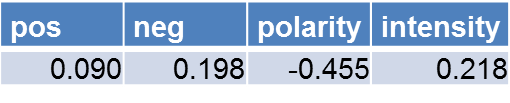 pos neg polarity intensity
0.090 0.198 -0.455 0.218